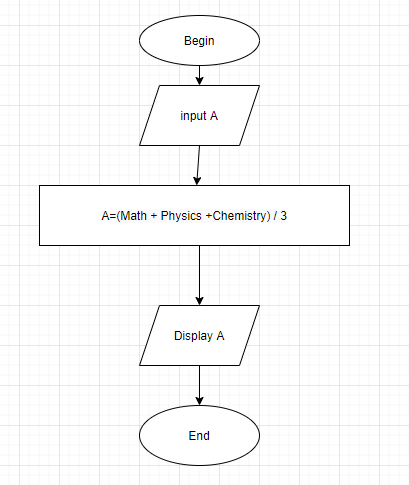 Begin
input A
A=(Math + Physics +Chemistry) / 3
Display A
End